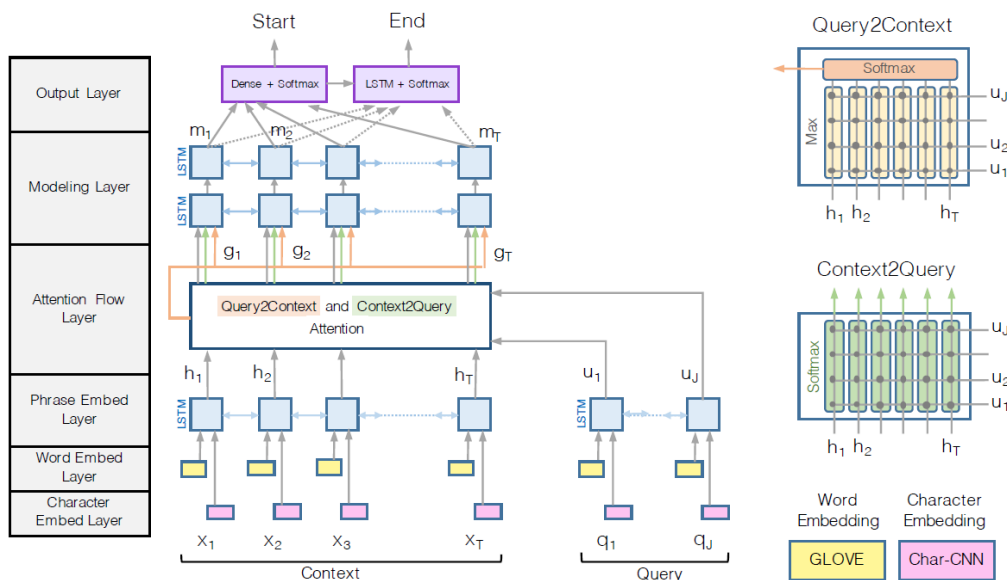 Start End
Output Layer
Dense + Softmax
LSTM + Softmax
m1 m2 mT
LSTM
Modeling Layer
LSTM
g1 g2 gT
Attention Flow
Layer
Query2Context and Context2Query
Attention
h1 h2 hT
u1 uJ
Phrase Embed
Layer
LSTM
LSTM
Word Embed
Layer
Character
Embed Layer
x1 x2 x3 xT
q1 qJ
Context
Query
Query2Context
Softmax
Max
uJ
u2
u1
h1 h2 hT
Context2Query
Softmax
uJ
u2
u1
h1 h2 hT
Word
Embedding
Character
Embedding
GLOVE
Char-CNN